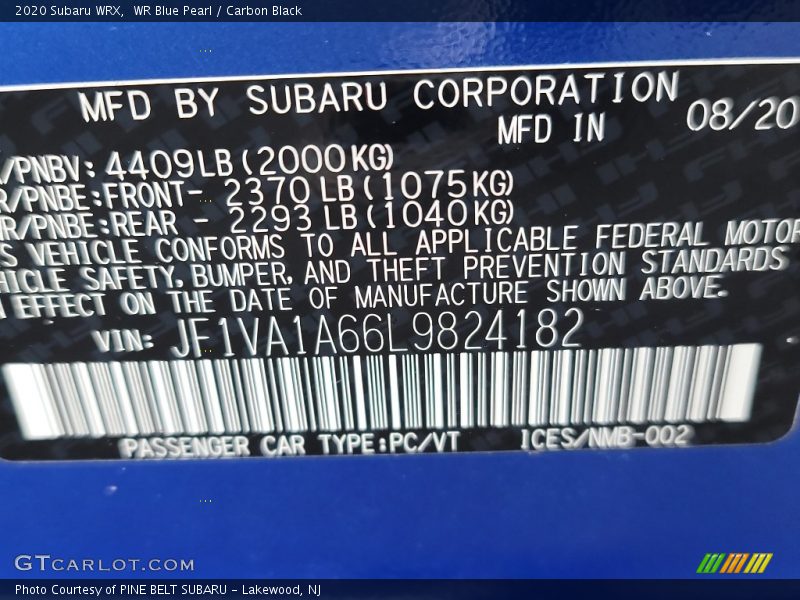 2020 Subaru WRX, WR Blue Pearl / Carbon Black
MFD BY SUBARU CORPORATION
MFD IN 08/20
/PNBV: 4409LB(2000KG)
R/PNBE:FRONT- 2370 LB(1075KG)
R/PNBE:REAR - 2293 LB(1040KG)
S VEHICLE CONFORMS TO ALL APPLICABLE FEDERAL MOTOR
HICLE SAFETY, BUMPER, AND THEFT PREVENTION STANDARDS
N EFFECT ON THE DATE OF MANUFACTURE SHOWN ABOVE.
VIN: JF1VA1A66L9824182
PASSENGER CAR TYPE:PC/VT ICES/NMB-002
GTCARLOT.COM
Photo Courtesy of PINE BELT SUBARU - Lakewood, NJ